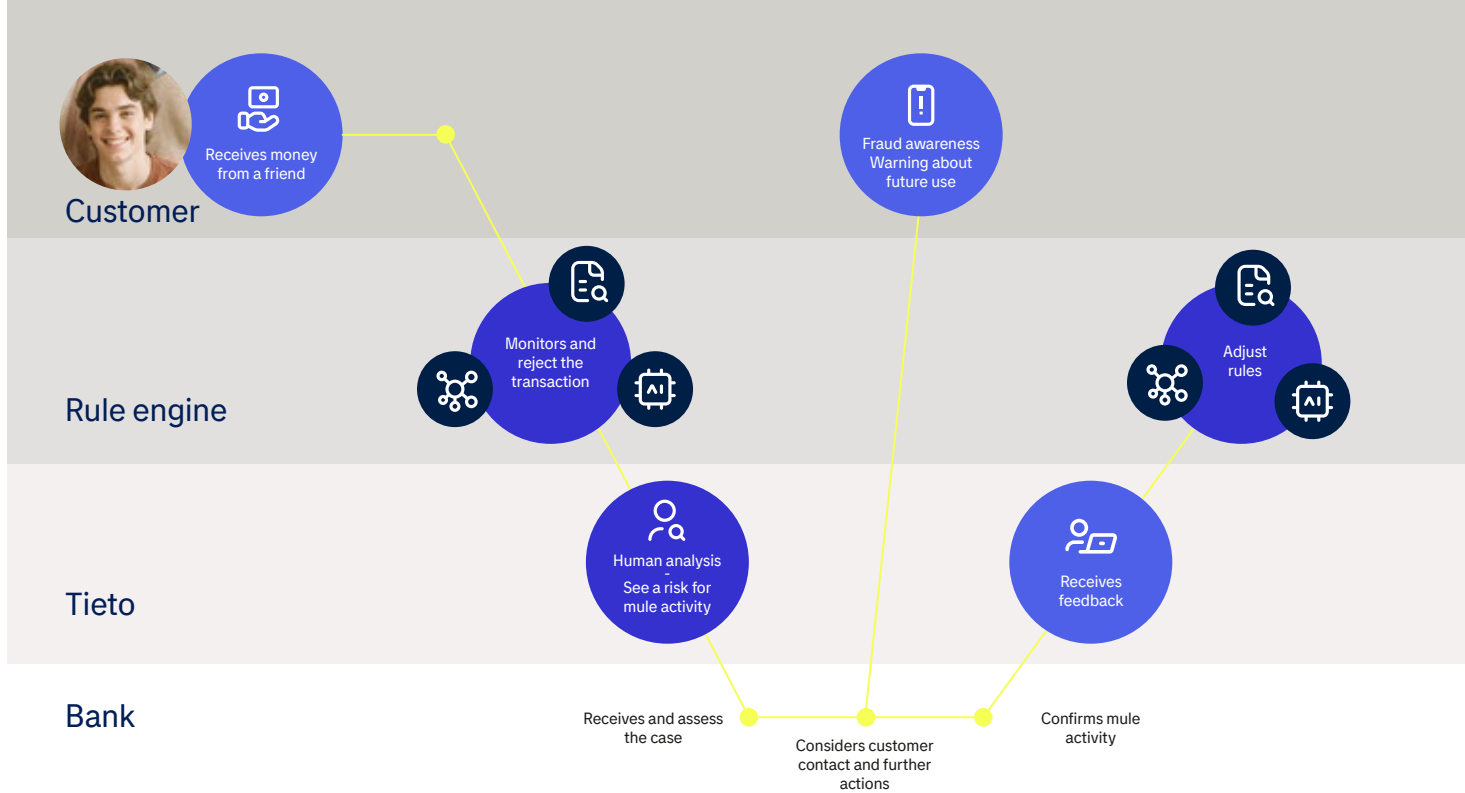 Receives money
from a friend
Fraud awareness
Warning about
future use
Customer
Monitors and
reject the
transaction
AI
Adjust
rules
AI
Rule engine
Human analysis
-
See a risk for
mule activity
Receives
feedback
Tieto
Bank
Receives and assess
the case
Considers customer
contact and further
actions
Confirms mule
activity